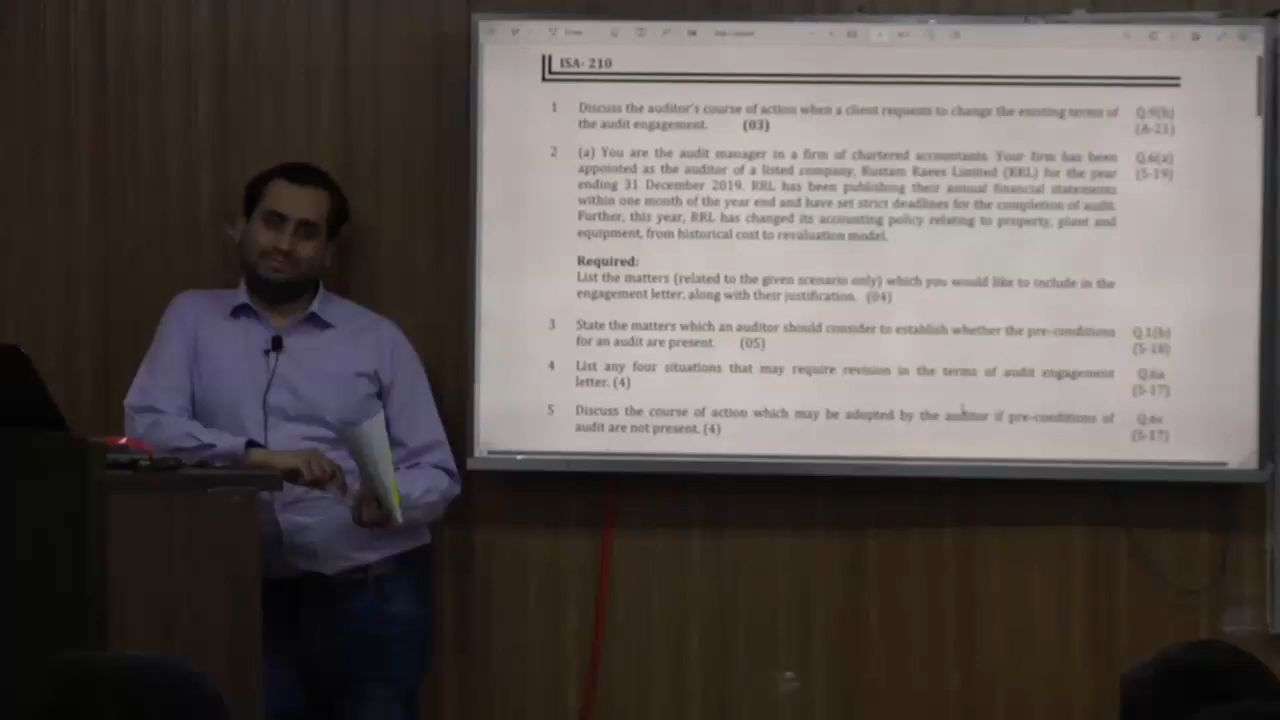 ISA- 210
1 Discuss the auditor's course of action when a client requests to change the existing terms of Q.9(b)
the audit engagement. (03) (A-21)
2 (a) You are the audit manager in a firm of chartered accountants. Your firm has been Q.6(a)
appointed as the auditor of a listed company, Rustam Raees Limited (RRL) for the year (S-19)
ending 31 December 2019. RRL has been publishing their annual financial statements
within one month of the year end and have set strict deadlines for the completion of audit.
Further, this year, RRL has changed its accounting policy relating to property, plant and
equipment, from historical cost to revaluation model.
Required:
List the matters (related to the given scenario only) which you would like to include in the
engagement letter, along with their justification. (04)
3 State the matters which an auditor should consider to establish whether the pre-conditions Q.1(b)
for an audit are present. (05) (S-18)
4 List any four situations that may require revision in the terms of audit engagement
letter. (4) (S-17)
5 Discuss the course of action which may be adopted by the auditor if pre-conditions of
audit are not present. (4) (S-17)